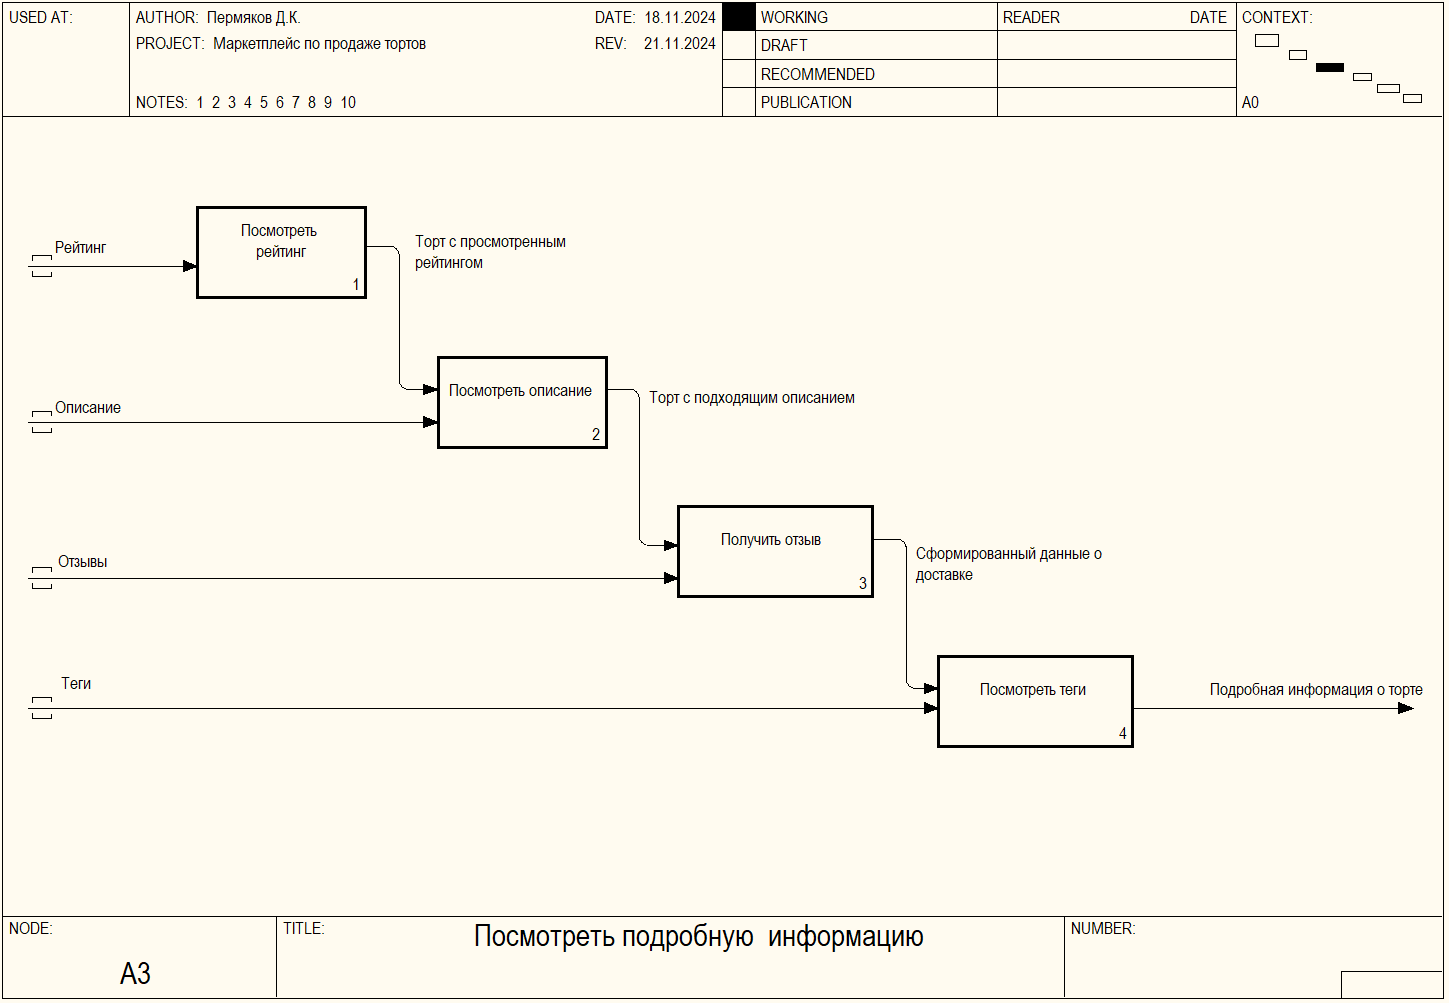 USED AT:
AUTHOR: Пермяков Д.К.
DATE: 18.11.2024
PROJECT: Маркетплейс по продаже тортов
REV: 21.11.2024
NOTES: 1 2 3 4 5 6 7 8 9 10
WORKING
DRAFT
RECOMMENDED
PUBLICATION
READER
DATE
CONTEXT:
A0
Рейтинг
Посмотреть
рейтинг
1
Торт с просмотренным
рейтингом
Описание
Посмотреть описание
2
Торт с подходящим описанием
Отзывы
Получить отзыв
3
Сформированный данные о
доставке
Теги
Посмотреть теги
4
Подробная информация о торте
NODE:
A3
TITLE:
Посмотреть подробную информацию
NUMBER: